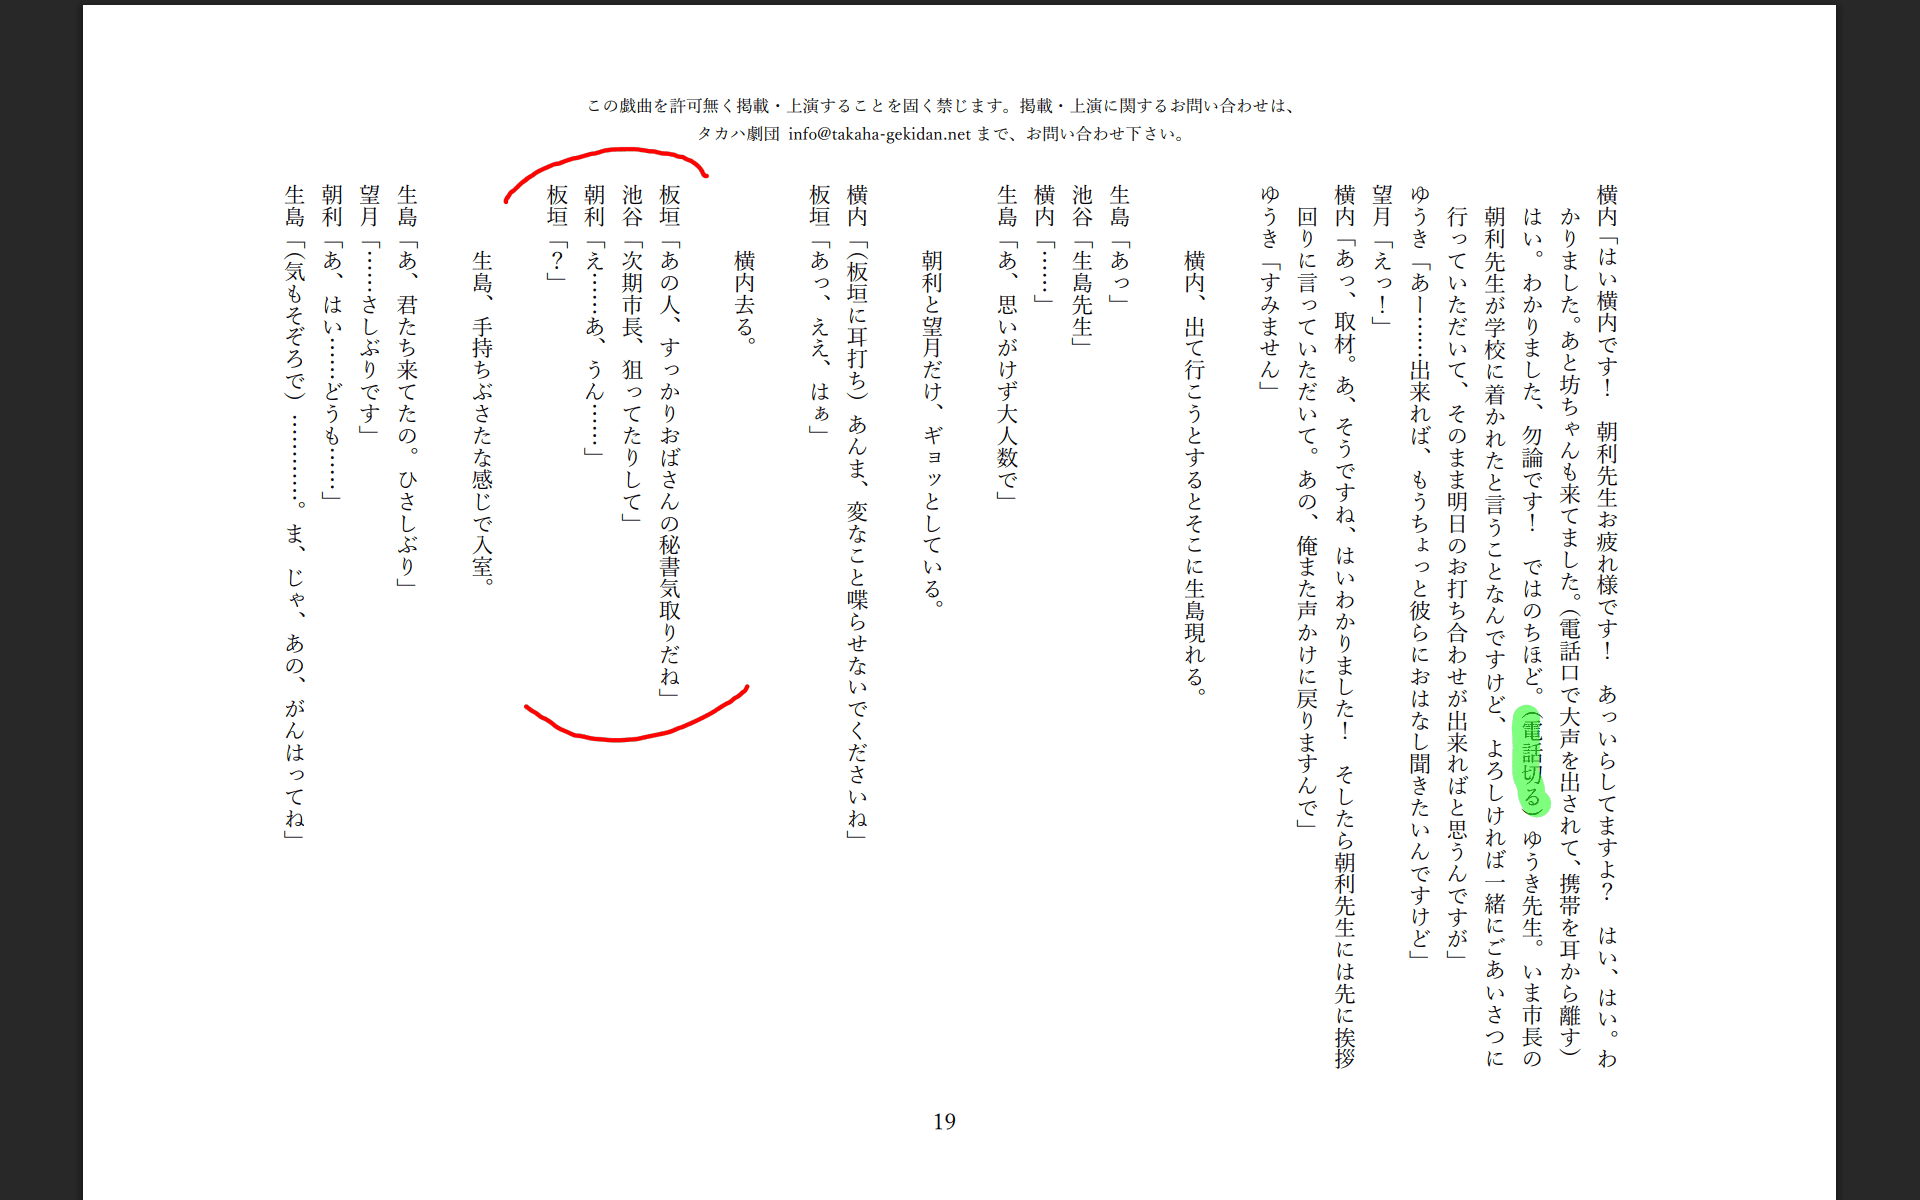 この戯曲を許可無く掲載・上演することを固く禁じます。掲載・上演に関するお問い合わせは、
タカハ劇団 info@takaha-gekidan.net まで、お問い合わせ下さい。
横内「はい横内です！　朝利先生お疲れ様です！　あっいらしてますよ？　はい、はい。わ
かりました。あと坊ちゃんも来てました。（電話口で大声を出されて、携帯を耳から離す）
はい。わかりました、勿論です！　ではのちほど。（電話切る）ゆうき先生。いま市長の
朝利先生が学校に着かれたと言うことなんですけど、よろしければ一緒にごあいさつに
行っていただいて、そのまま明日のお打ち合わせが出来ればと思うんですが」
ゆうき「あー……出来れば、もうちょっと彼らにおはなし聞きたいんですけど」
望月「えっ！」
横内「あっ、取材。あ、そうですね、はいわかりました！　そしたら朝利先生には先に挨拶
回りに言っていただいて。あの、俺また声かけに戻りますんで」
ゆうき「すみません」
横内、出て行こうとするとそこに生島現れる。
生島「あっ」
池谷「生島先生」
横内「……」
生島「あ、思いがけず大人数で」
朝利と望月だけ、ギョッとしている。
横内「（板垣に耳打ち）あんま、変なこと喋らせないでくださいね」
板垣「あっ、ええ、はぁ」
横内去る。
板垣「あの人、すっかりおばさんの秘書気取りだね」
池谷「次期市長、狙ってたりして」
朝利「え……あ、うん……」
板垣「？」
生島、手持ちぶさたな感じで入室。
生島「あ、君たち来てたの。ひさしぶり」
望月「……さしぶりです」
朝利「あ、はい……どうも……」
生島「（気もそぞろで）…………。ま、じゃ、あの、がんはってね」
19